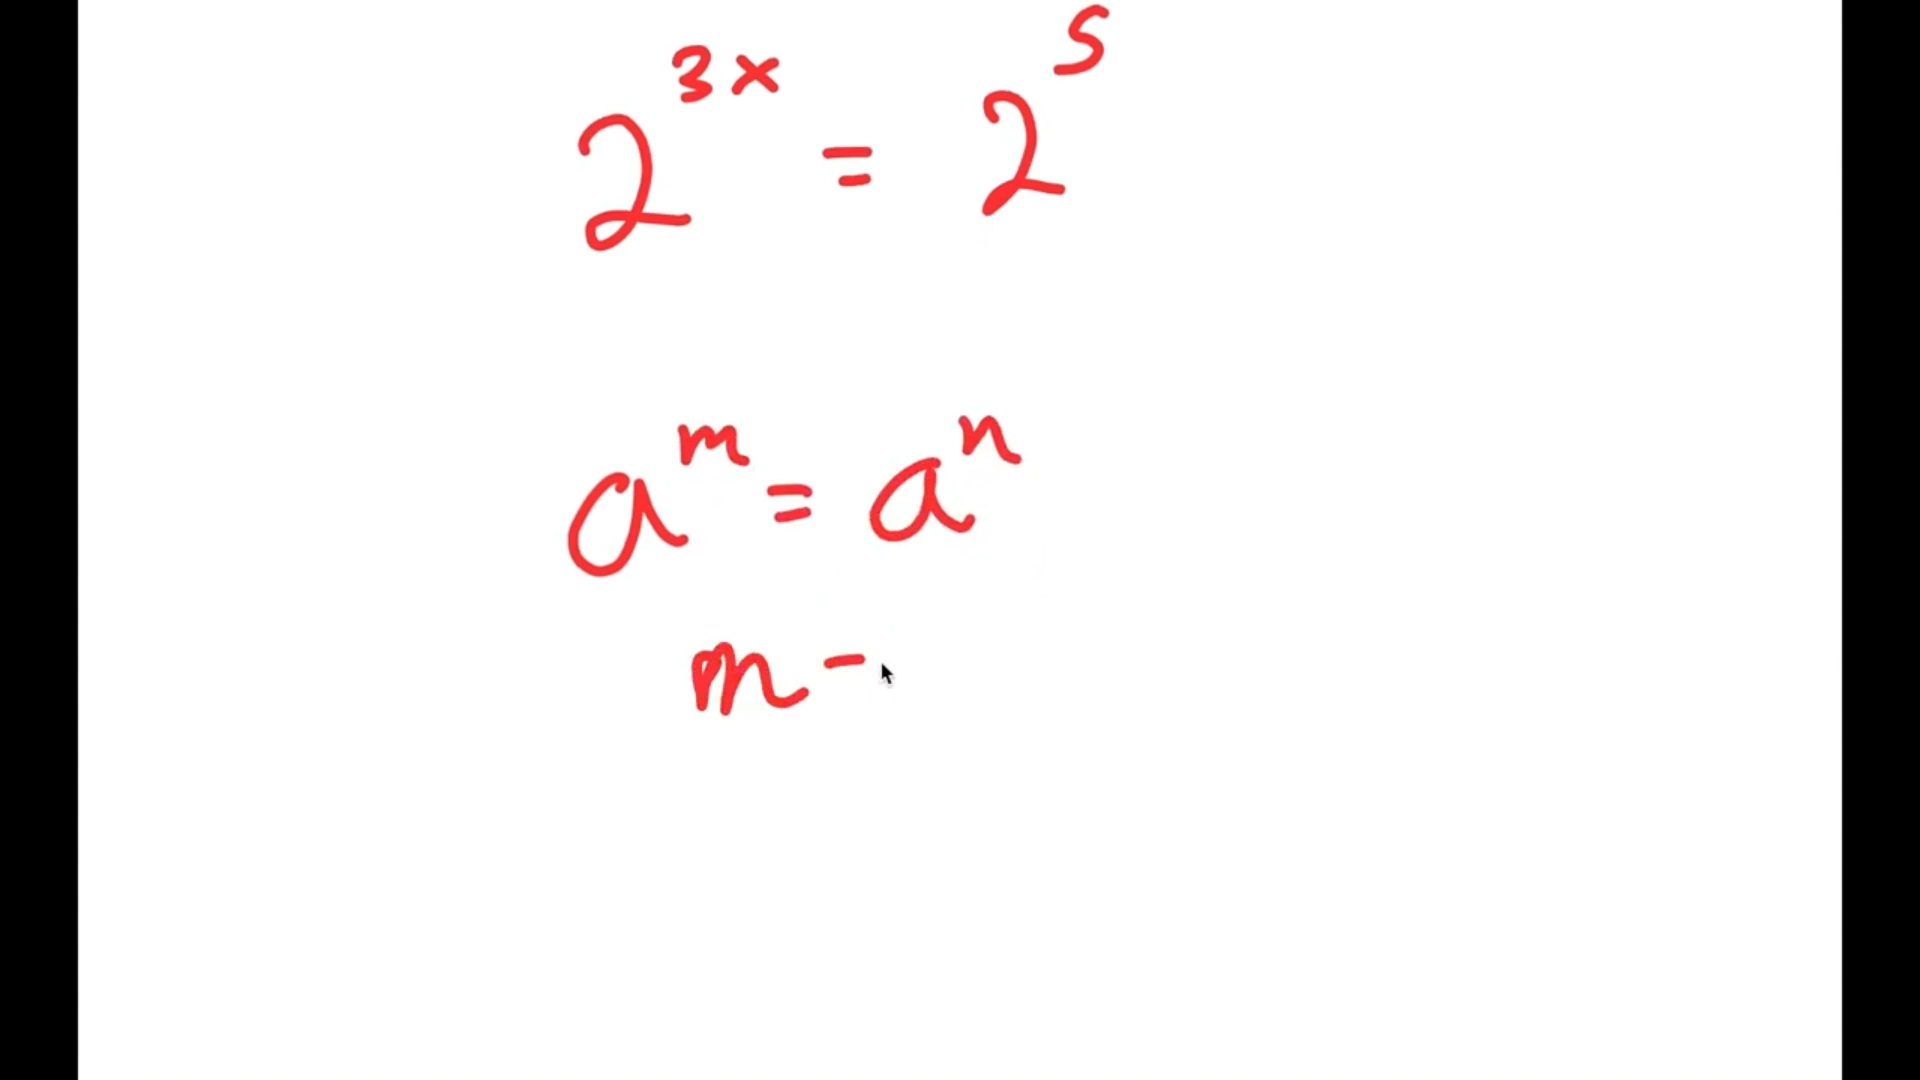 2^{3x} = 2^5
a^m = a^n
m -